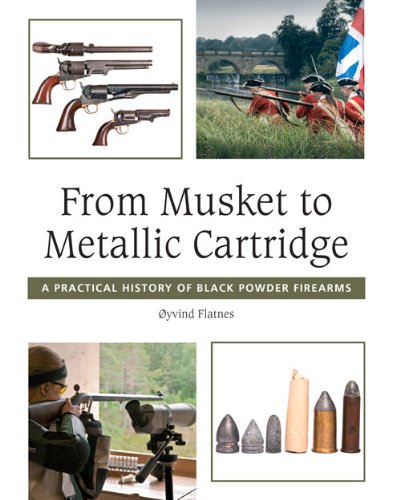 From Musket to
Metallic Cartridge
A PRACTICAL HISTORY OF BLACK POWDER FIREARMS
Øyvind Flatnes